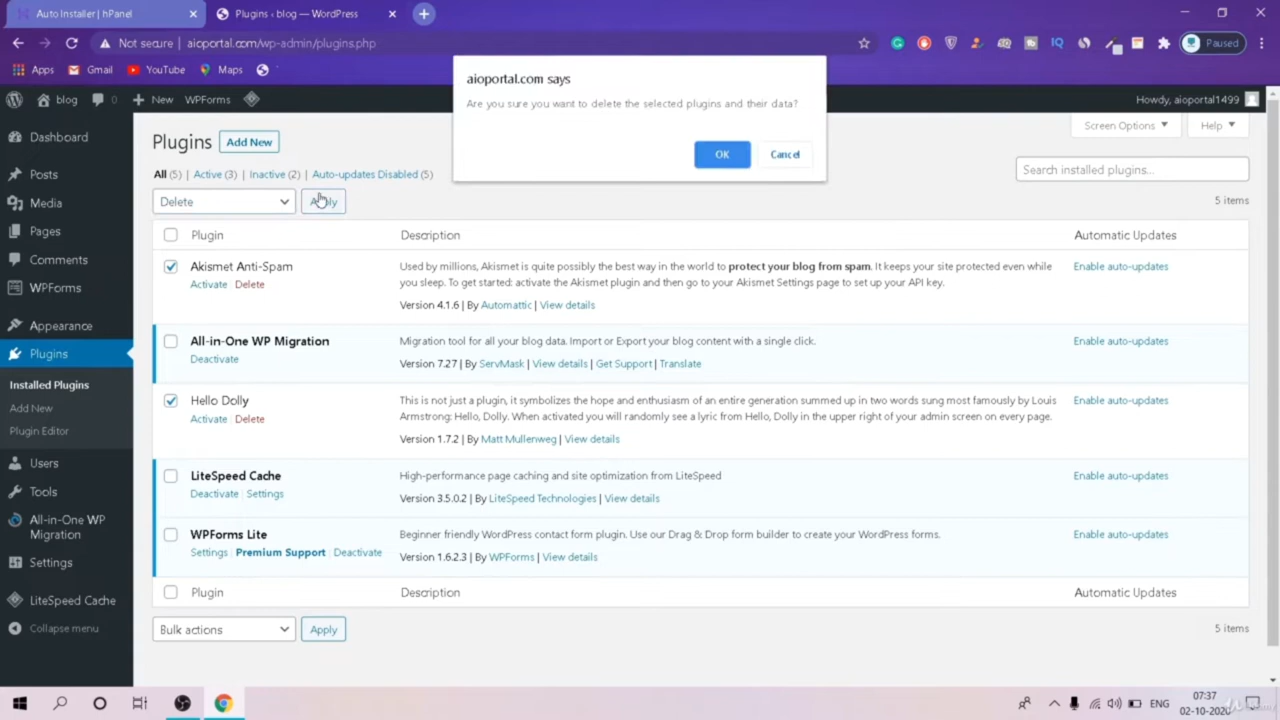 Auto Installer | hPanel
Plugins ‹ blog — WordPress
Not secure | aioportal.com/wp-admin/plugins.php
Paused
Apps Gmail YouTube Maps
aioportal.com says
Are you sure you want to delete the selected plugins and their data?
OK Cancel
blog 0 New WPForms
Howdy, aioportal1499
Screen Options Help
Plugins Add New
All (5) | Active (3) | Inactive (2) | Auto-updates Disabled (5)
Search installed plugins...
Delete Apply
5 items
Plugin Description Automatic Updates
Akismet Anti-Spam
Activate | Delete
Used by millions, Akismet is quite possibly the best way in the world to protect your blog from spam. It keeps your site protected even while
you sleep. To get started: activate the Akismet plugin and then go to your Akismet Settings page to set up your API key.
Version 4.1.6 | By Automattic | View details
Enable auto-updates
All-in-One WP Migration
Deactivate
Migration tool for all your blog data. Import or Export your blog content with a single click.
Version 7.27 | By ServMask | View details | Get Support | Translate
Enable auto-updates
Hello Dolly
Activate | Delete
This is not just a plugin, it symbolizes the hope and enthusiasm of an entire generation summed up in two words sung most famously by Louis
Armstrong: Hello, Dolly. When activated you will randomly see a lyric from Hello, Dolly in the upper right of your admin screen on every page.
Version 1.7.2 | By Matt Mullenweg | View details
Enable auto-updates
LiteSpeed Cache
Deactivate | Settings
High-performance page caching and site optimization from LiteSpeed
Version 3.5.0.2 | By LiteSpeed Technologies | View details
Enable auto-updates
WPForms Lite
Settings | Premium Support | Deactivate
Beginner friendly WordPress contact form plugin. Use our Drag & Drop form builder to create your WordPress forms.
Version 1.6.2.3 | By WPForms | View details
Enable auto-updates
Plugin Description Automatic Updates
Bulk actions Apply
5 items
Dashboard
Posts
Media
Pages
Comments
WPForms
Appearance
Plugins
Installed Plugins
Add New
Plugin Editor
Users
Tools
All-in-One WP
Migration
Settings
LiteSpeed Cache
Collapse menu
ENG
07:37
02-10-2020
Udemy